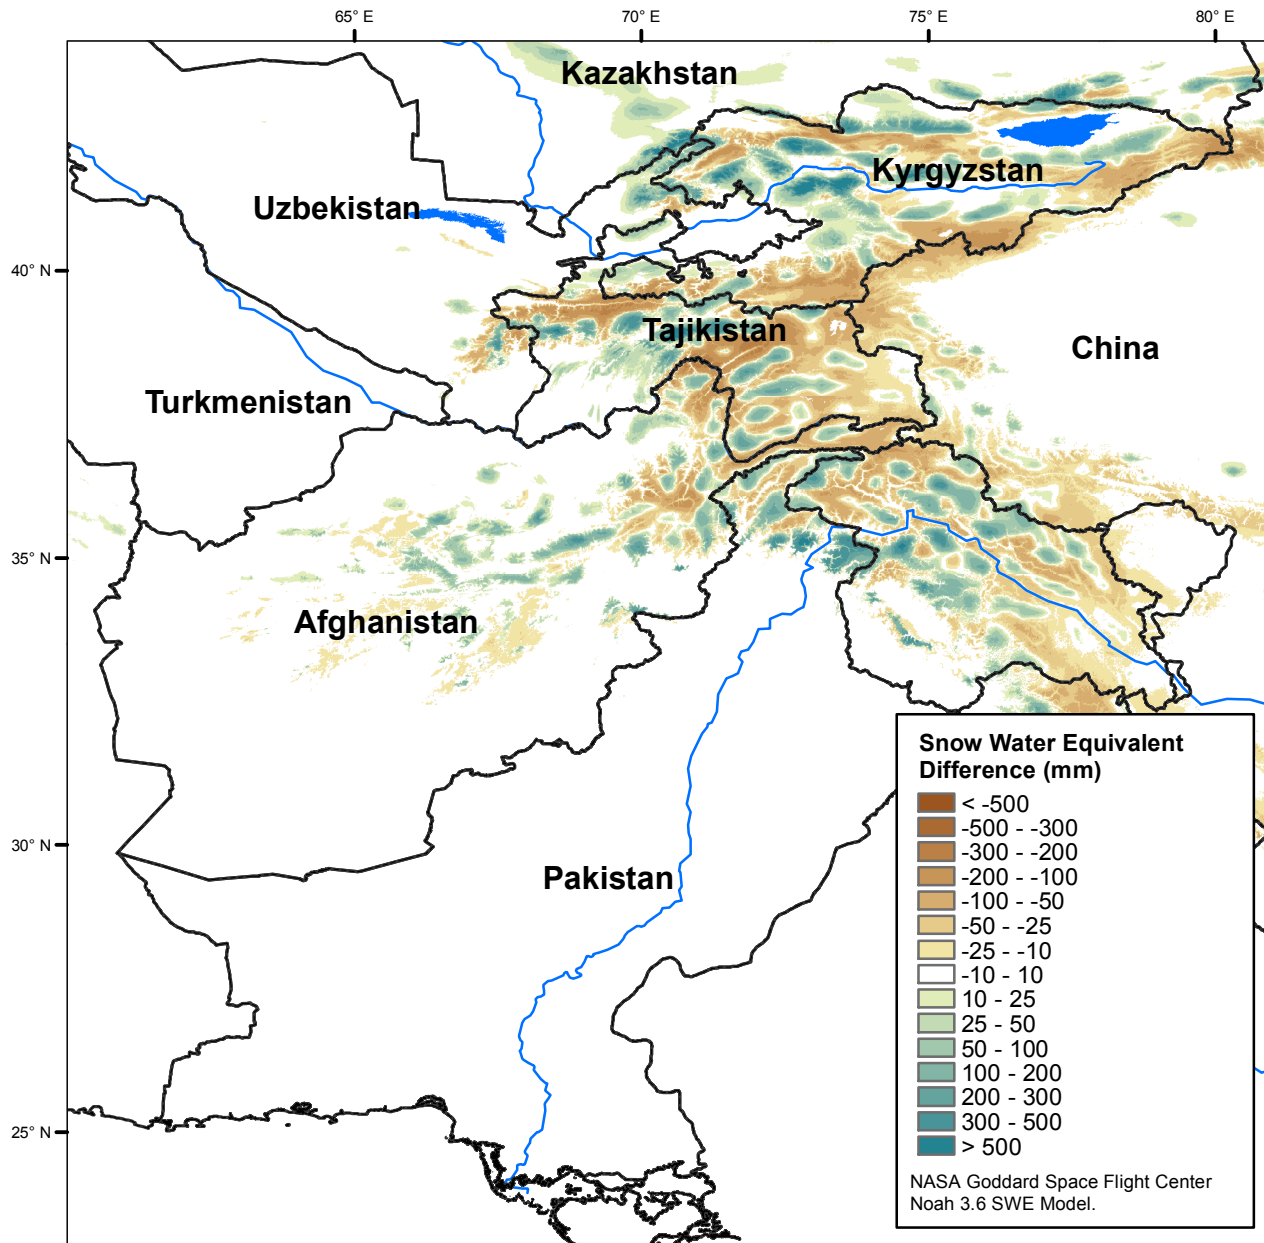 65° E
70° E
75° E
80° E
Kazakhstan
Kyrgyzstan
Uzbekistan
40° N
Tajikistan
China
Turkmenistan
35° N
Afghanistan
30° N
Pakistan
25° N
Snow Water Equivalent
Difference (mm)
< -500
-500 - -300
-300 - -200
-200 - -100
-100 - -50
-50 - -25
-25 - -10
-10 - 10
10 - 25
25 - 50
50 - 100
100 - 200
200 - 300
300 - 500
> 500
NASA Goddard Space Flight Center
Noah 3.6 SWE Model.